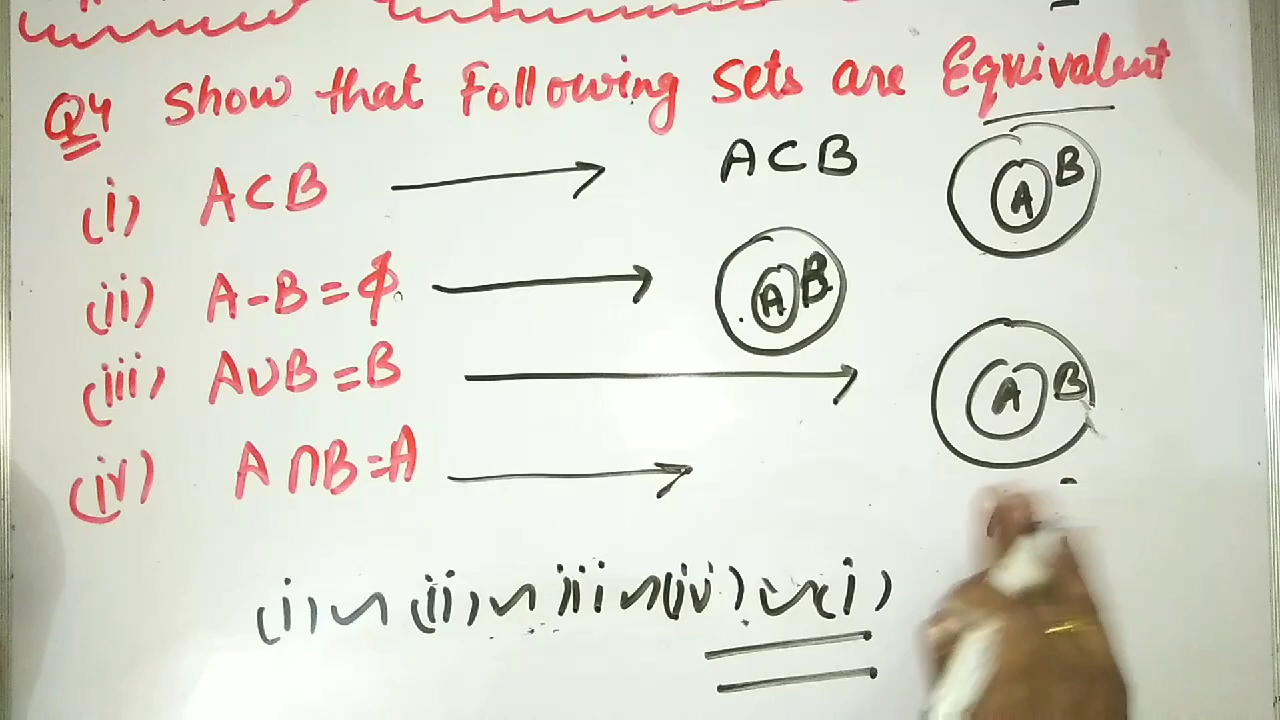 Q4 Show that Following Sets are Equivalent
(i) A⊂B → A⊂B A B
(ii) A-B=ϕ → A B
(iii) A∪B=B → A B
(iv) A∩B=A →
(i) ~ (ii) ~ iii ~ (iv) ~ (i)